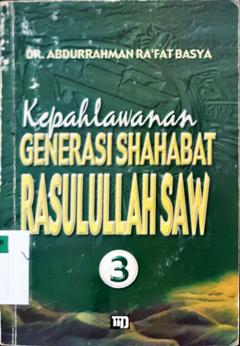 DR. ABDURRAHMAN RA'FAT BASYA
Kepahlawanan
GENERASI SHAHABAT
RASULULLAH SAW
3